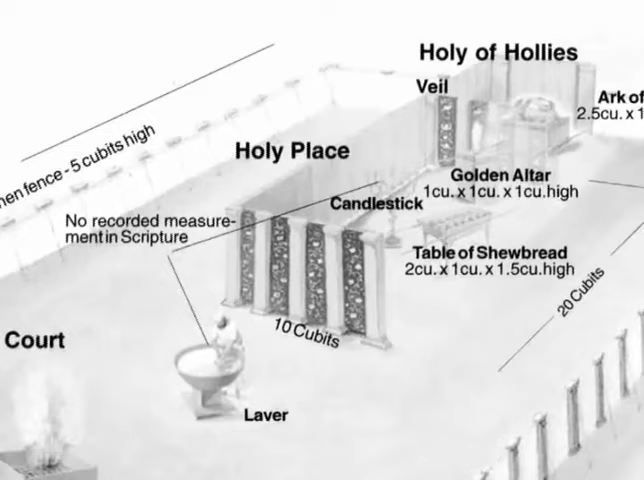 Holy of Hollies
Veil
Ark of
2.5cu. x 1
hen fence - 5 cubits high
Holy Place
Golden Altar
1cu. x 1cu. x 1cu.high
Candlestick
No recorded measure-
ment in Scripture
Table of Shewbread
2cu. x 1cu. x 1.5cu.high
20 Cubits
10 Cubits
Court
Laver